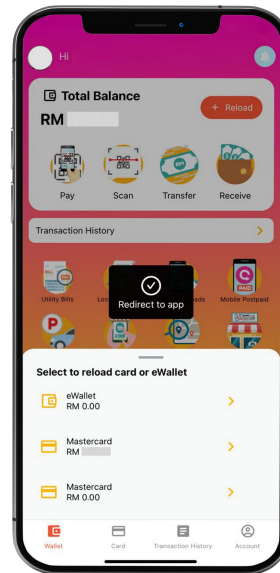 Hi
Total Balance
+ Reload
RM
Pay
Scan
Transfer
Receive
Transaction History
Utility Bills
Mobile Postpaid
Redirect to app
Select to reload card or eWallet
eWallet
RM 0.00
Mastercard
RM
Mastercard
RM 0.00
Wallet
Card
Transaction History
Account